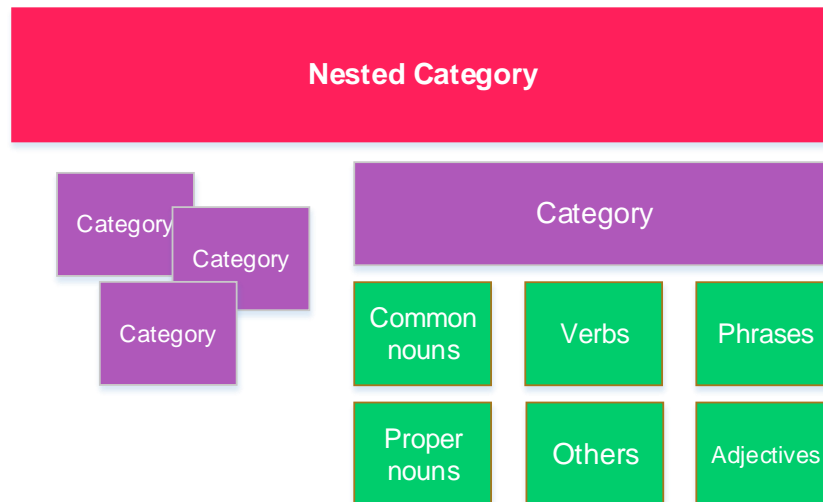 Nested Category
Category
Category
Category
Category
Common
nouns
Verbs
Phrases
Proper
nouns
Others
Adjectives